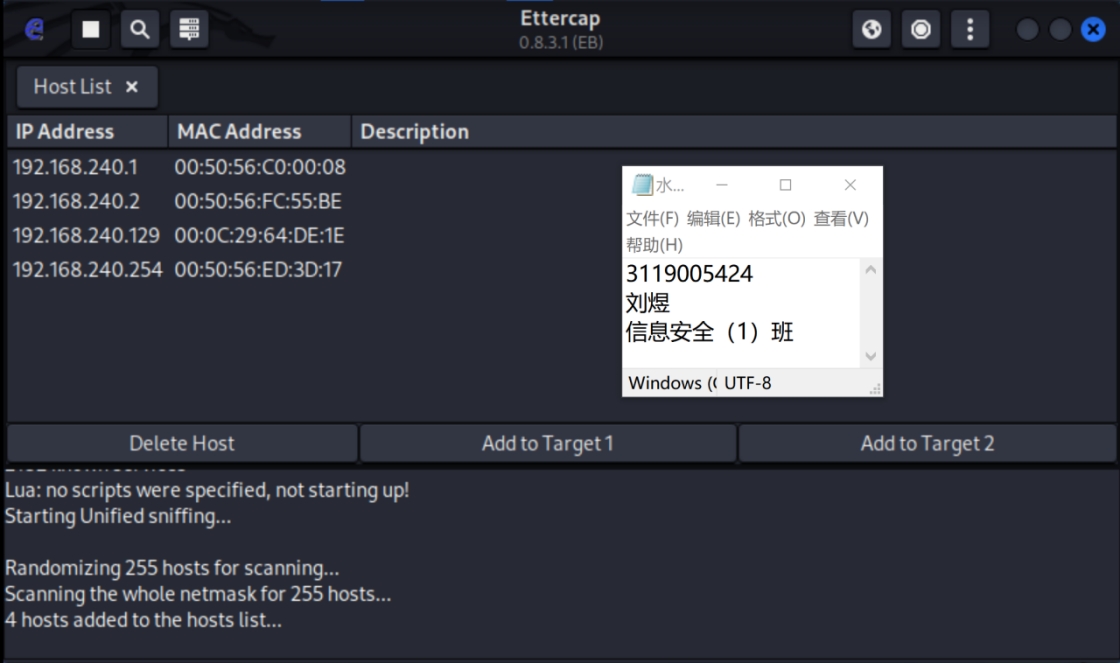 Ettercap
0.8.3.1 (EB)
Host List ×
IP Address MAC Address Description
192.168.240.1 00:50:56:C0:00:08
192.168.240.2 00:50:56:FC:55:BE
192.168.240.129 00:0C:29:64:DE:1E
192.168.240.254 00:50:56:ED:3D:17
水...
文件(F) 编辑(E) 格式(O) 查看(V)
帮助(H)
3119005424
刘煜
信息安全（1）班
Windows (C UTF-8
Delete Host Add to Target 1 Add to Target 2
Lua: no scripts were specified, not starting up!
Starting Unified sniffing...
Randomizing 255 hosts for scanning...
Scanning the whole netmask for 255 hosts...
4 hosts added to the hosts list...